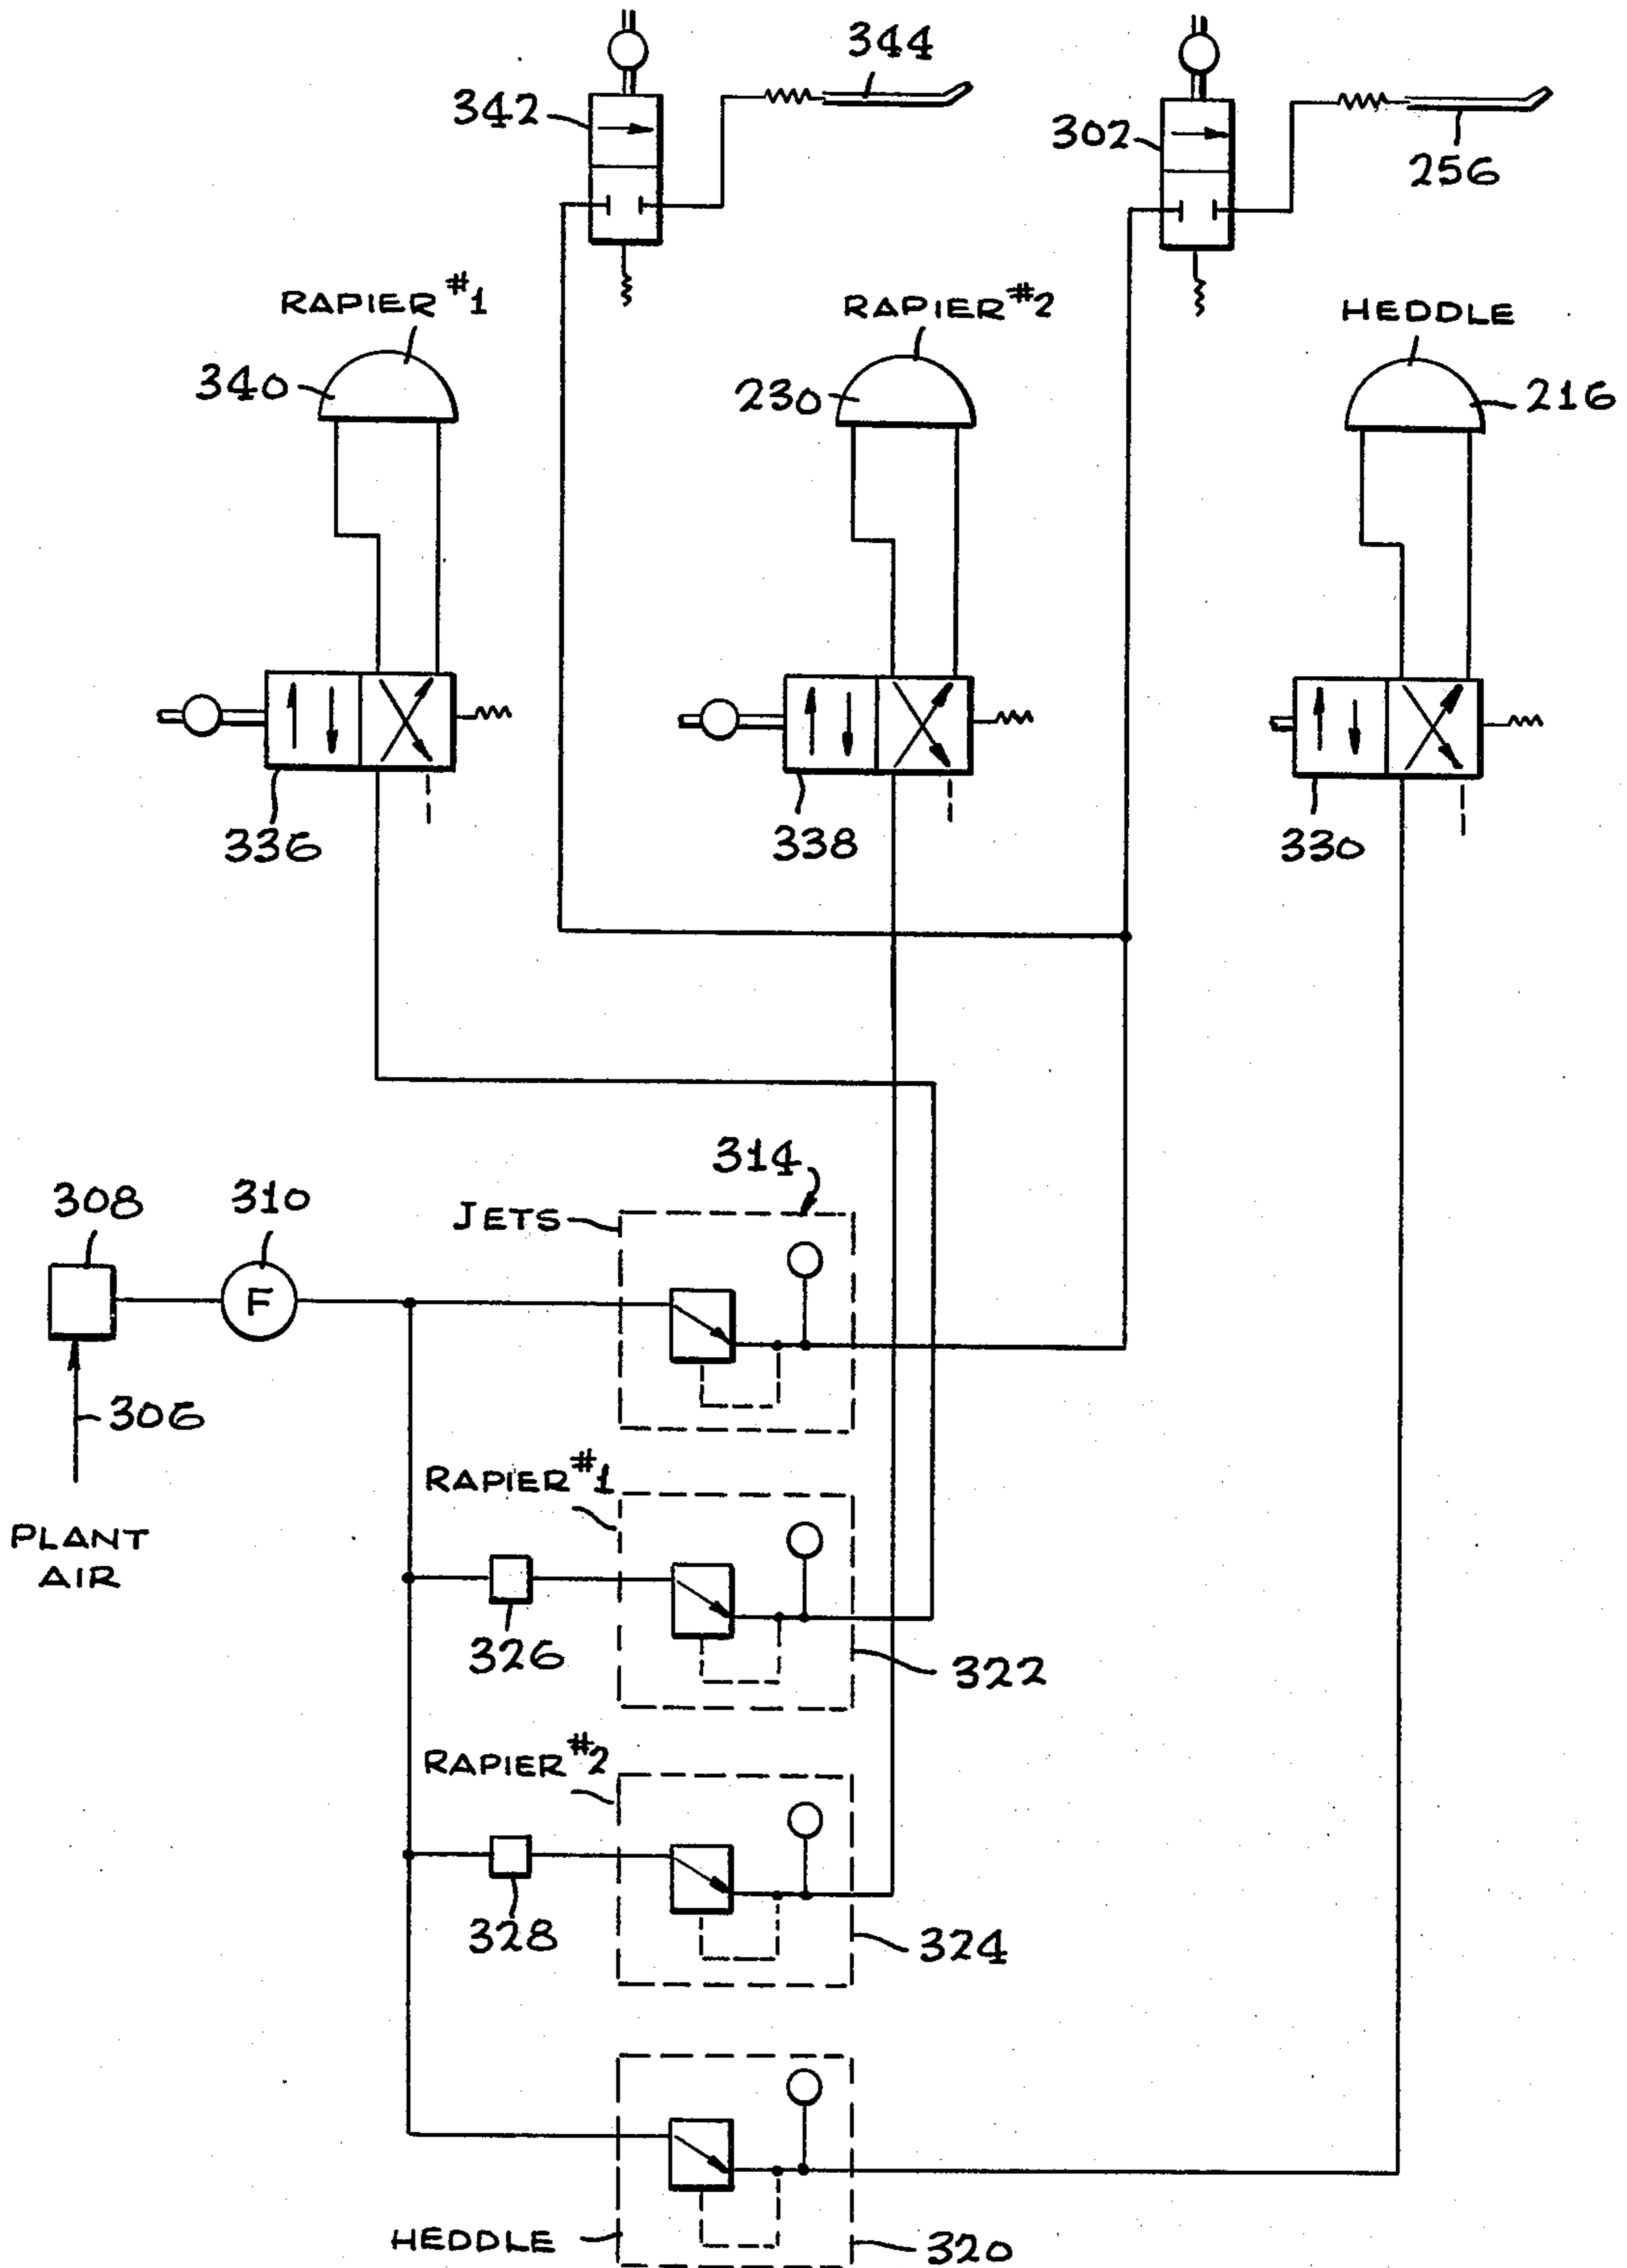 344
342
302
256
RAPIER #1
RAPIER #2
HEDDLE
340
230
216
336
338
330
314
308
310
JETS
F
306
RAPIER #1
PLANT
AIR
326
322
RAPIER #2
328
324
HEDDLE
320